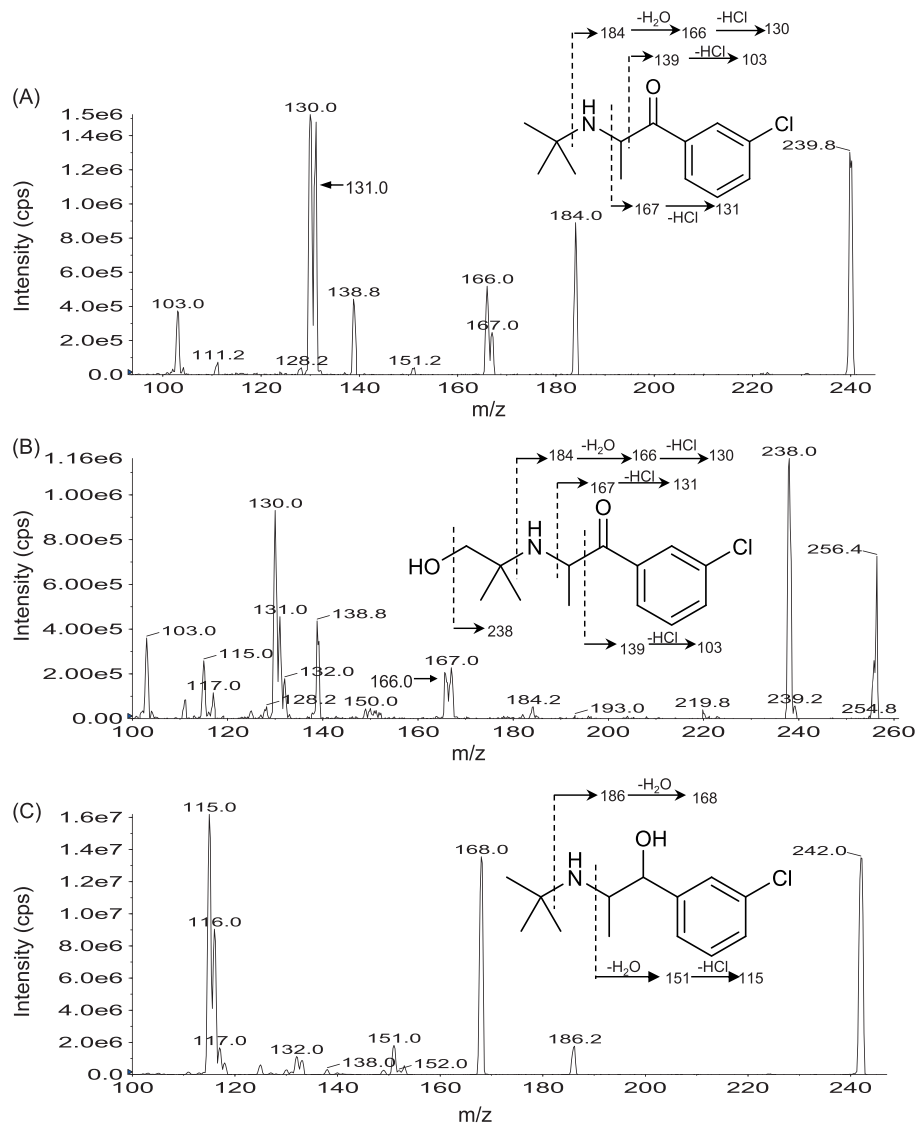 184 -H₂O 166 -HCl 130
139 -HCl 103
(A)
O
H
N
Cl
167 -HCl 131
Intensity (cps)
1.5e6
1.4e6
1.2e6
1.0e6
8.0e5
6.0e5
4.0e5
2.0e5
0.0
103.0
111.2
128.2
130.0
131.0
138.8
151.2
166.0
167.0
184.0
239.8
100 120 140 160 180 200 220 240
m/z
(B)
184 -H₂O 166 -HCl 130
167 -HCl 131
O
H
N
HO
Cl
238
139 -HCl 103
Intensity (cps)
1.16e6
1.00e6
8.00e5
6.00e5
4.00e5
2.00e5
0.00
103.0
115.0
117.0
128.2
130.0
131.0
132.0
138.8
150.0
166.0
167.0
184.2
193.0
219.8
238.0
239.2
254.8
256.4
100 120 140 160 180 200 220 240 260
m/z
(C)
186 -H₂O 168
OH
H
N
Cl
-H₂O 151 -HCl 115
Intensity (cps)
1.6e7
1.4e7
1.2e7
1.0e7
8.0e6
6.0e6
4.0e6
2.0e6
0.0
115.0
116.0
117.0
132.0
138.0
151.0
152.0
168.0
186.2
242.0
100 120 140 160 180 200 220 240
m/z